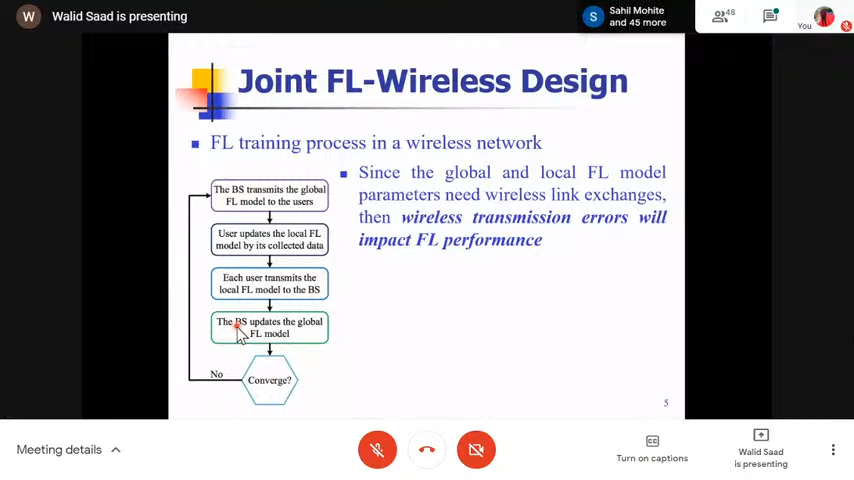 W Walid Saad is presenting
S Sahil Mohite
and 45 more
48
You
Joint FL-Wireless Design
FL training process in a wireless network
The BS transmits the global
FL model to the users
User updates the local FL
model by its collected data
Each user transmits the
local FL model to the BS
The BS updates the global
FL model
Converge?
No
Since the global and local FL model
parameters need wireless link exchanges,
then wireless transmission errors will
impact FL performance
5
Meeting details
CC
Turn on captions
Walid Saad
is presenting